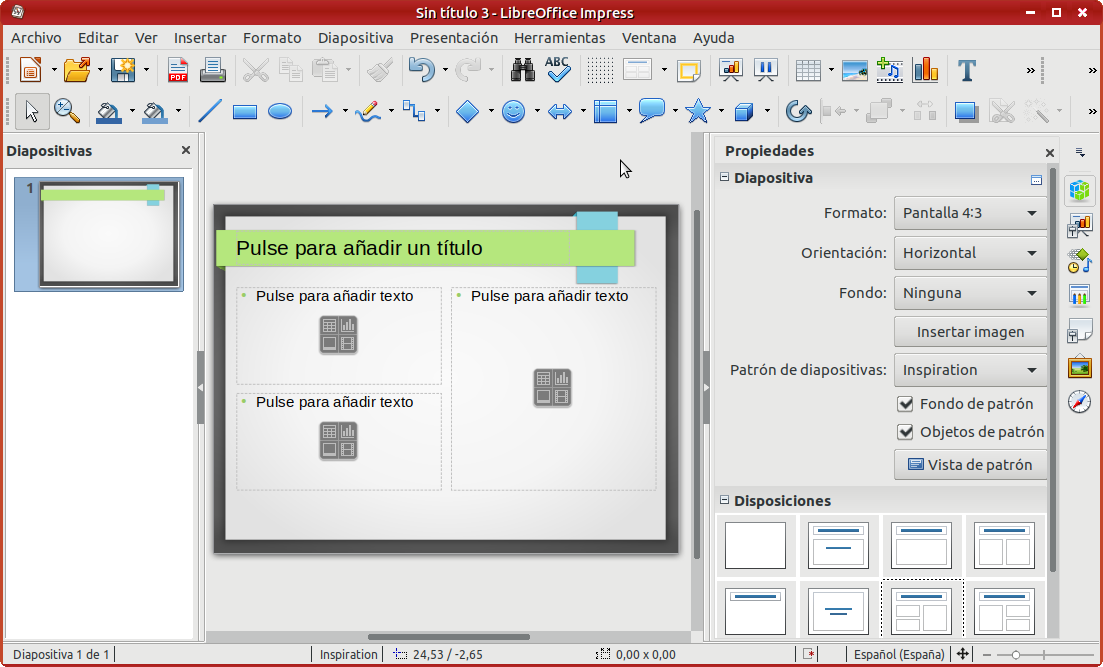 Sin título 3 - LibreOffice Impress
Archivo Editar Ver Insertar Formato Diapositiva Presentación Herramientas Ventana Ayuda
PDF
ABC
T
»
»
»
Diapositivas
1
Pulse para añadir un título
Pulse para añadir texto
Pulse para añadir texto
Pulse para añadir texto
Propiedades
Diapositiva
Formato: Pantalla 4:3
Orientación: Horizontal
Fondo: Ninguna
Insertar imagen
Patrón de diapositivas: Inspiration
Fondo de patrón
Objetos de patrón
Vista de patrón
Disposiciones
Diapositiva 1 de 1 Inspiration 24,53 / -2,65 0,00 x 0,00 Español (España)